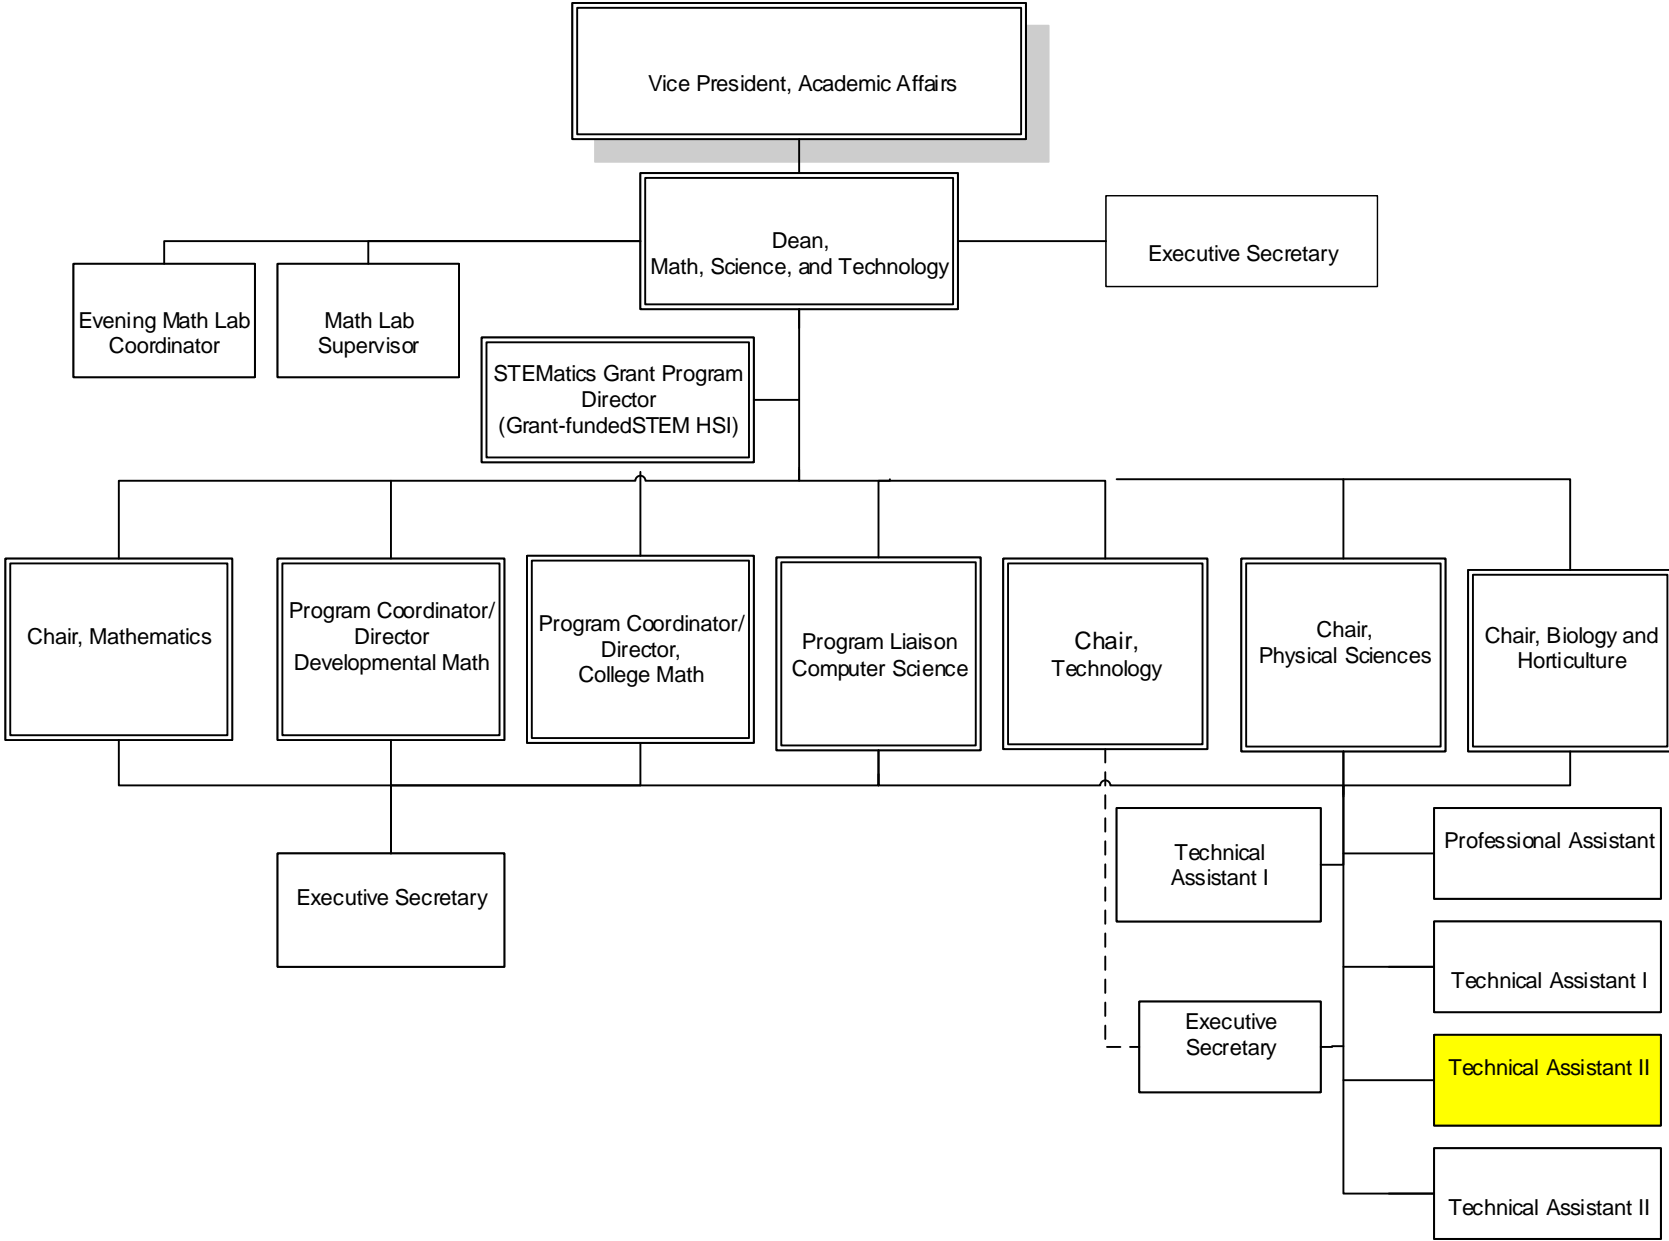 Vice President, Academic Affairs
Dean,
Math, Science, and Technology
Executive Secretary
Evening Math Lab
Coordinator
Math Lab
Supervisor
STEMatics Grant Program
Director
(Grant-fundedSTEM HSI)
Chair, Mathematics
Program Coordinator/
Director
Developmental Math
Program Coordinator/
Director,
College Math
Program Liaison
Computer Science
Chair,
Technology
Chair,
Physical Sciences
Chair, Biology and
Horticulture
Executive Secretary
Technical
Assistant I
Professional Assistant
Technical Assistant I
Executive
Secretary
Technical Assistant II
Technical Assistant II